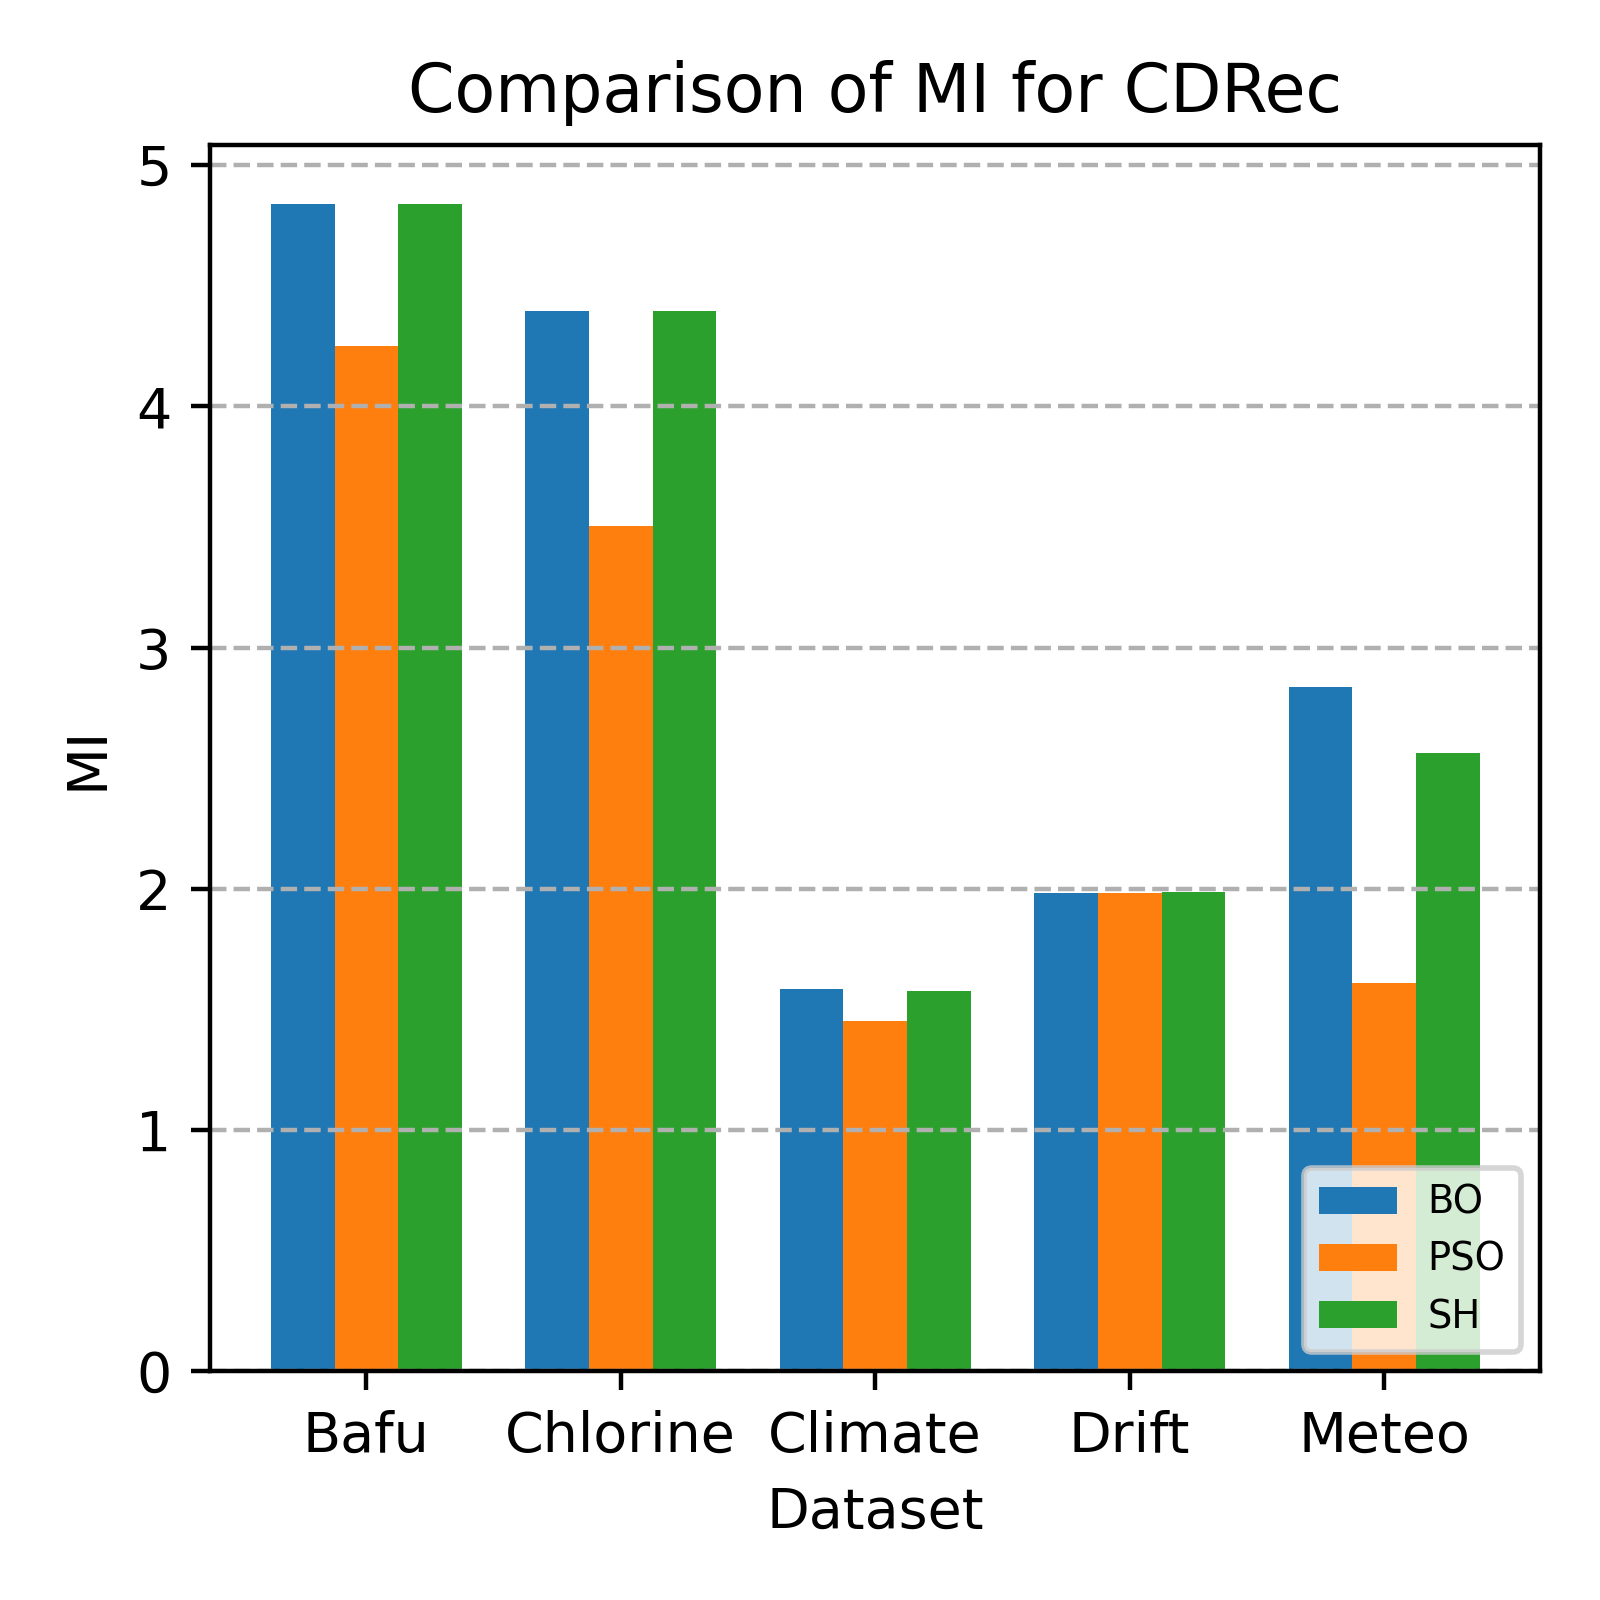 Comparison of MI for CDRec
5
4
3
2
1
0
MI
BO
PSO
SH
Bafu Chlorine Climate Drift Meteo
Dataset